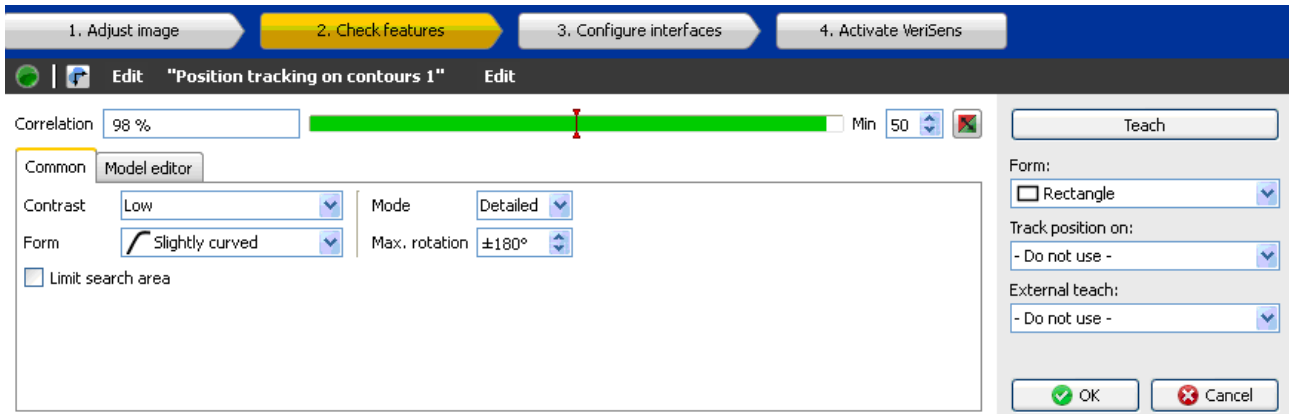 1. Adjust image 2. Check features 3. Configure interfaces 4. Activate VeriSens
Edit "Position tracking on contours 1" Edit
Correlation 98 % Min 50 Teach
Common Model editor Form:
Rectangle
Contrast Low Mode Detailed
Track position on:
Form Slightly curved Max. rotation ±180°
- Do not use -
Limit search area
External teach:
- Do not use -
OK Cancel